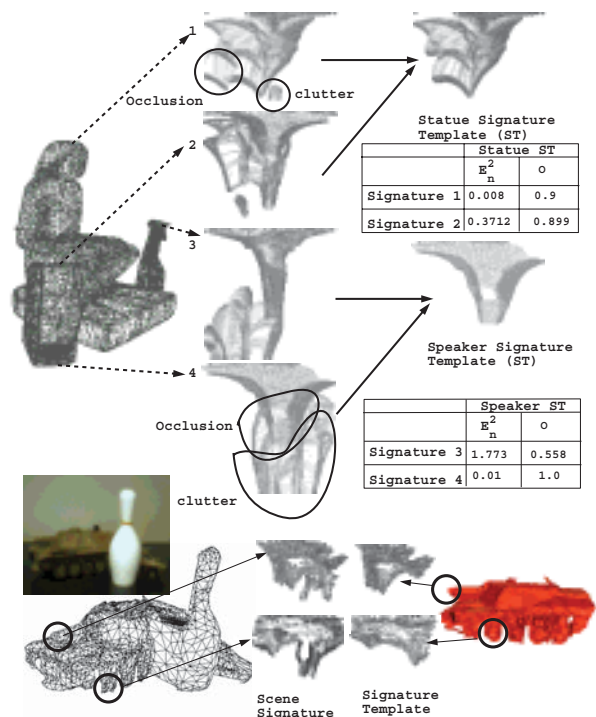 1
Occlusion
clutter
Statue Signature
Template (ST)
2
Statue ST
E 2 n O
Signature 1 0.008 0.9
Signature 2 0.3712 0.899
3
Speaker Signature
Template (ST)
4
Occlusion
clutter
Speaker ST
E 2 n O
Signature 3 1.773 0.558
Signature 4 0.01 1.0
Scene
Signature
Signature
Template